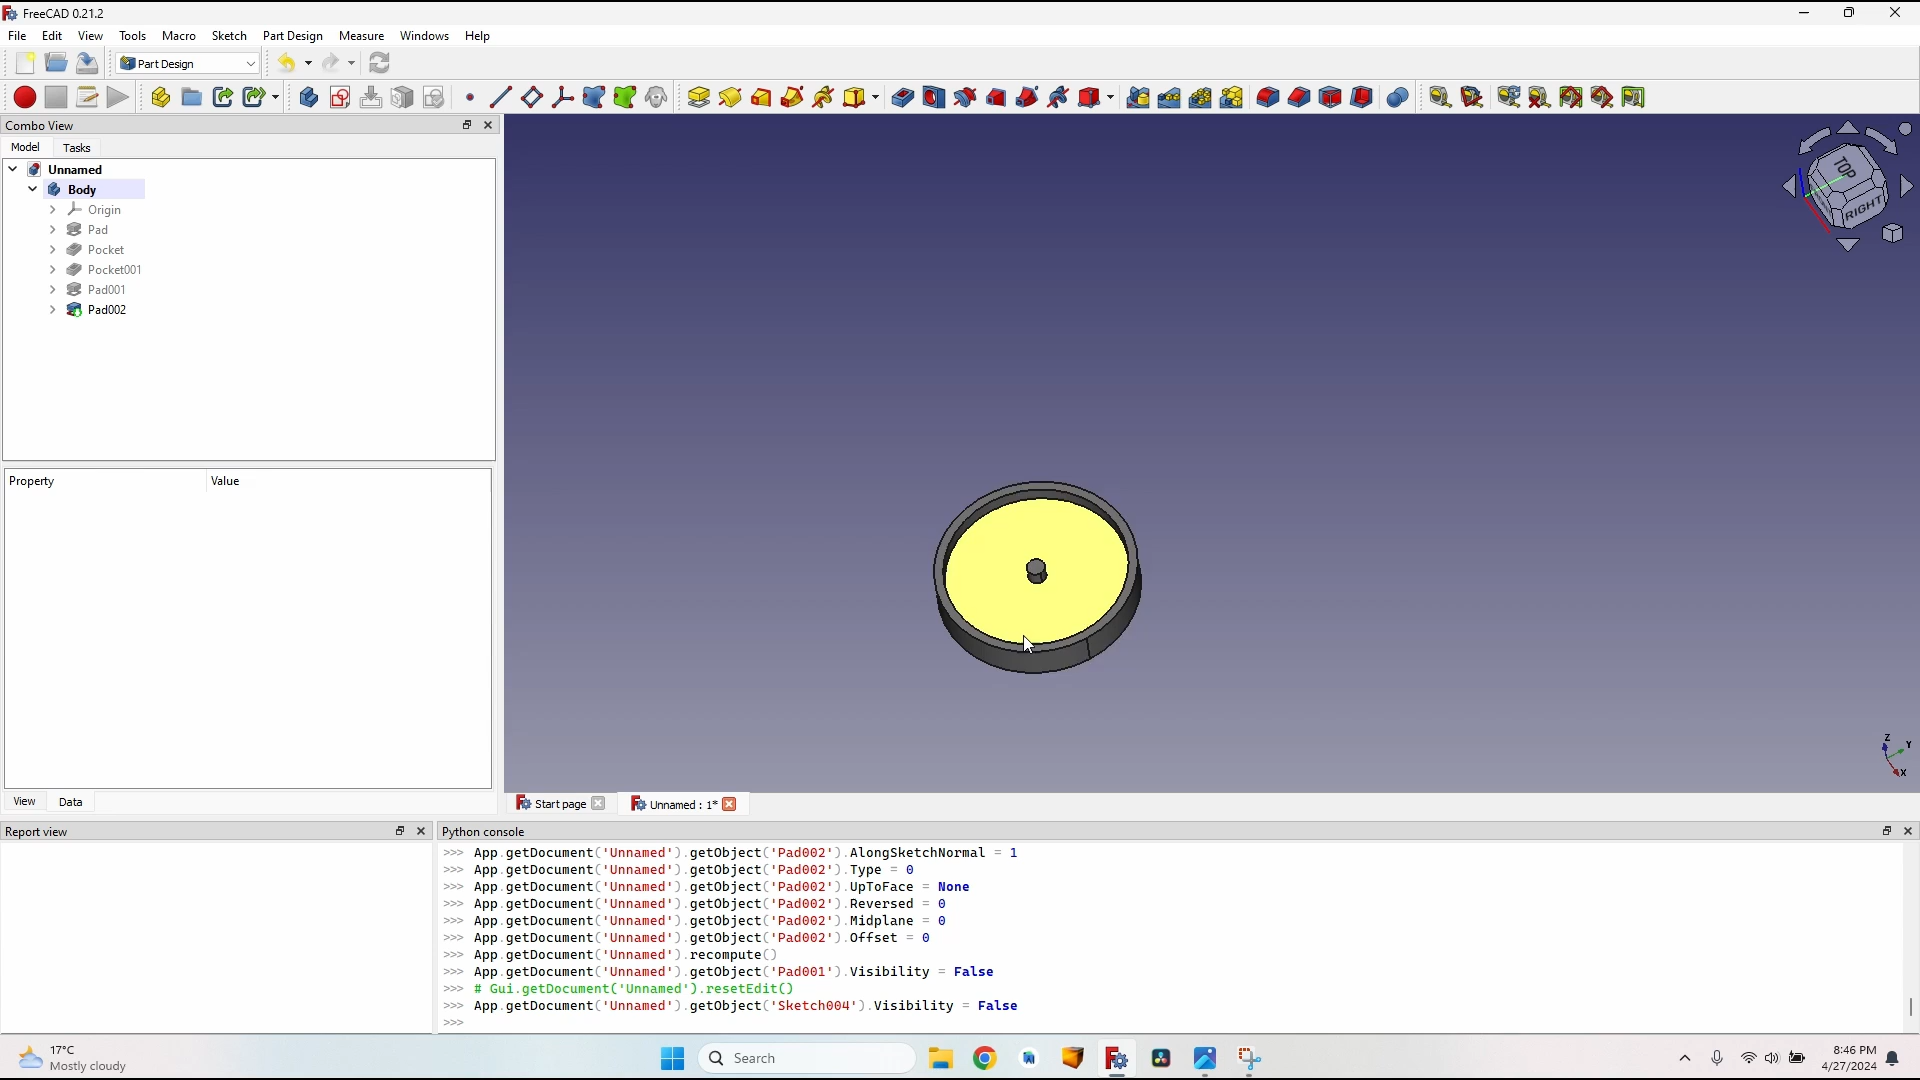 FreeCAD 0.21.2
File Edit View Tools Macro Sketch Part Design Measure Windows Help
Part Design
Combo View
Model Tasks
Unnamed
Body
Origin
Pad
Pocket
Pocket001
Pad001
Pad002
TOP
RIGHT
Property Value
Z
Y
X
View Data
Start page Unnamed : 1*
Report view
Python console
>>> App.getDocument('Unnamed').getObject('Pad002').AlongSketchNormal = 1
>>> App.getDocument('Unnamed').getObject('Pad002').Type = 0
>>> App.getDocument('Unnamed').getObject('Pad002').UpToFace = None
>>> App.getDocument('Unnamed').getObject('Pad002').Reversed = 0
>>> App.getDocument('Unnamed').getObject('Pad002').Midplane = 0
>>> App.getDocument('Unnamed').getObject('Pad002').Offset = 0
>>> App.getDocument('Unnamed').recompute()
>>> App.getDocument('Unnamed').getObject('Pad001').Visibility = False
>>> # Gui.getDocument('Unnamed').resetEdit()
>>> App.getDocument('Unnamed').getObject('Sketch004').Visibility = False
>>>
17°C
Mostly cloudy
Search
8:46 PM
4/27/2024